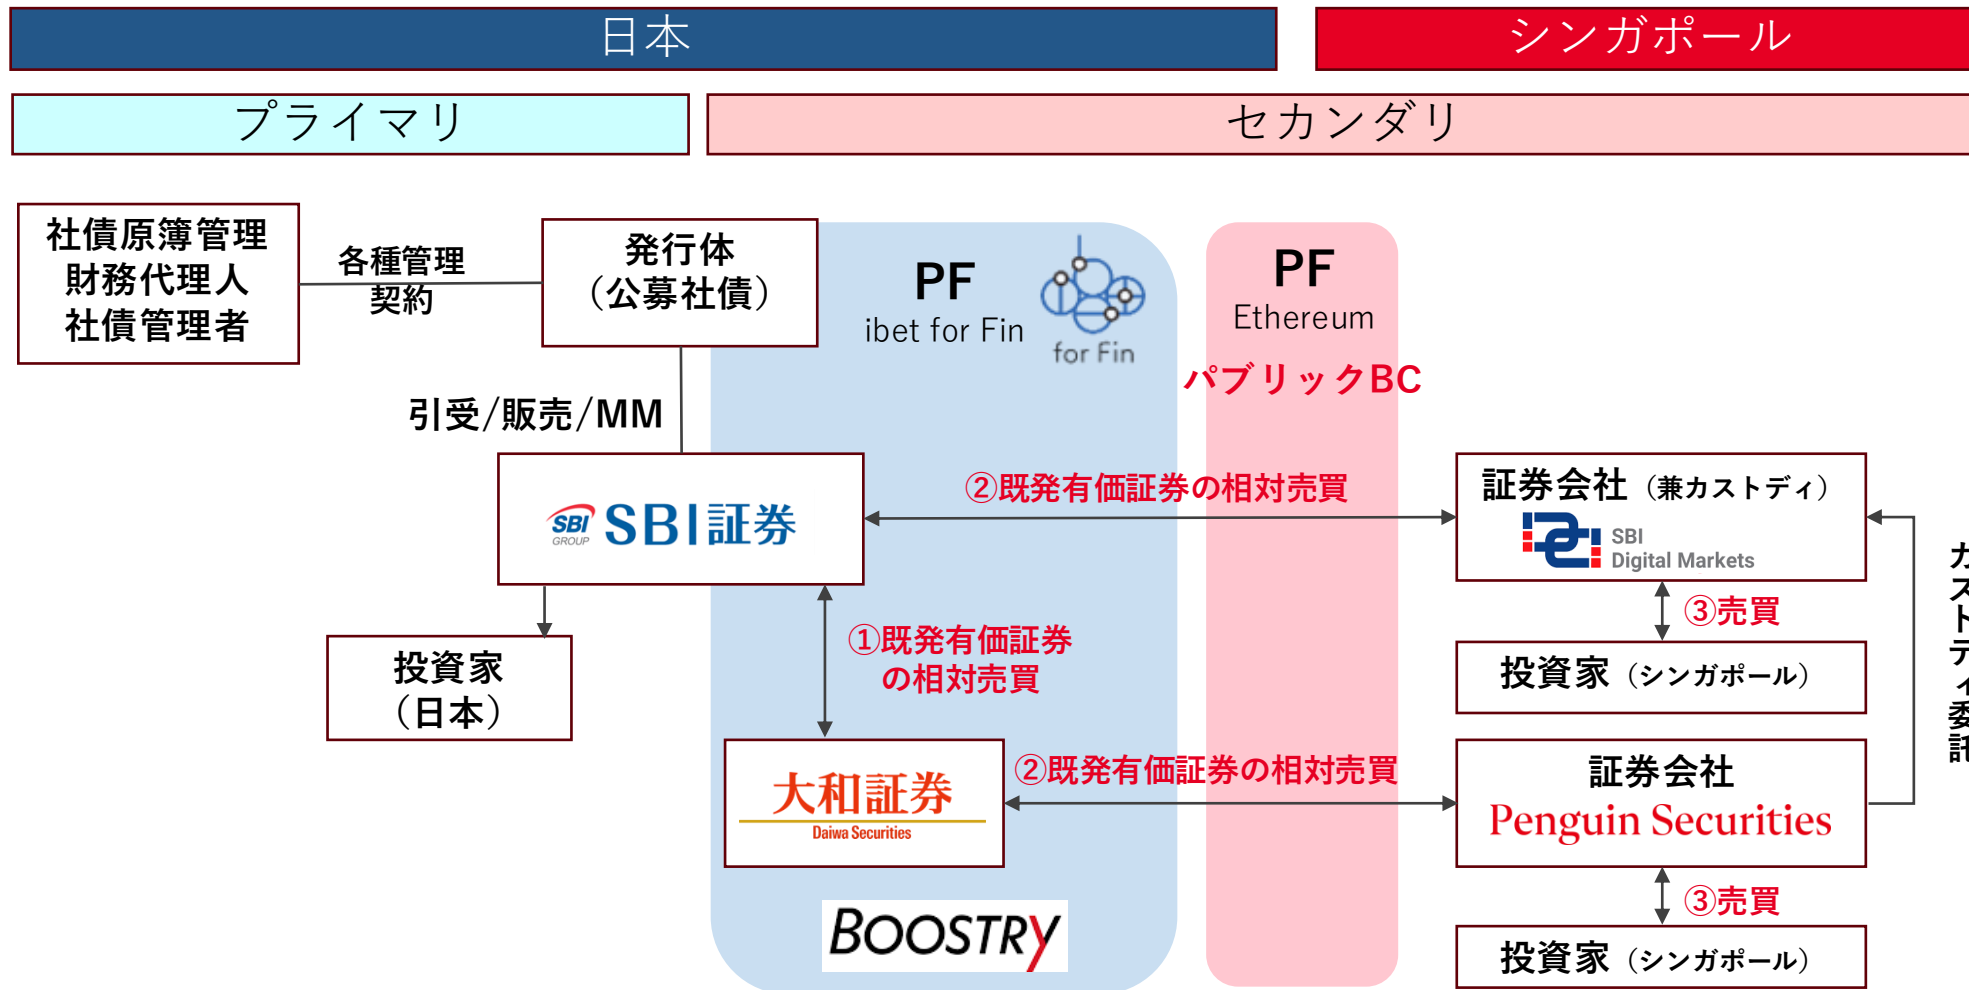 日本
シンガポール
プライマリ
セカンダリ
社債原簿管理
財務代理人
社債管理者
各種管理
契約
発行体
（公募社債）
PF
ibet for Fin
for Fin
PF
Ethereum
パブリックBC
引受/販売/MM
SBI
GROUP
SBI証券
②既発有価証券の相対売買
証券会社（兼カストディ）
SBI
Digital Markets
③売買
投資家（シンガポール）
カストディ委託
①既発有価証券
の相対売買
投資家
（日本）
大和証券
Daiwa Securities
②既発有価証券の相対売買
証券会社
Penguin Securities
③売買
投資家（シンガポール）
BOOSTRY